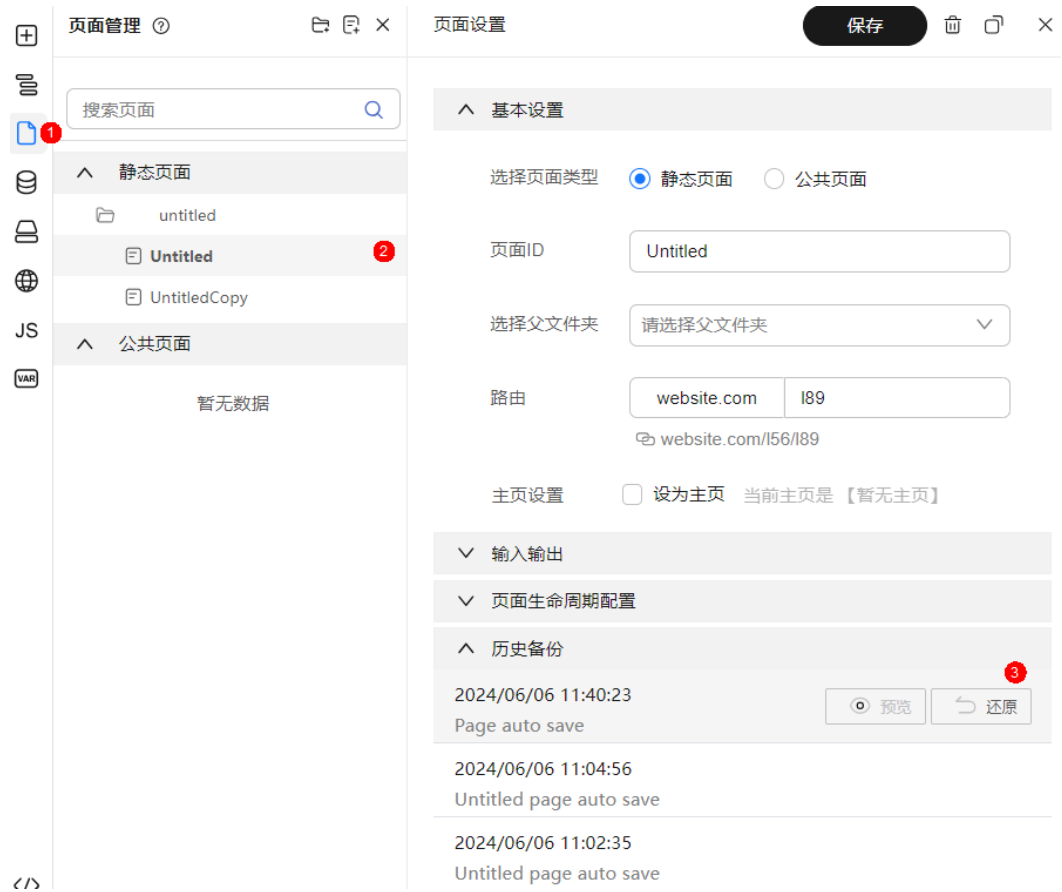 页面管理
搜索页面
1
静态页面
untitled
Untitled
2
UntitledCopy
公共页面
暂无数据
JS
VAR
</>
页面设置
保存
基本设置
选择页面类型 静态页面 公共页面
页面ID Untitled
选择父文件夹 请选择父文件夹
路由 website.com l89
website.com/l56/l89
主页设置 设为主页 当前主页是 【暂无主页】
输入输出
页面生命周期配置
历史备份
3
2024/06/06 11:40:23 预览 还原
Page auto save
2024/06/06 11:04:56
Untitled page auto save
2024/06/06 11:02:35
Untitled page auto save